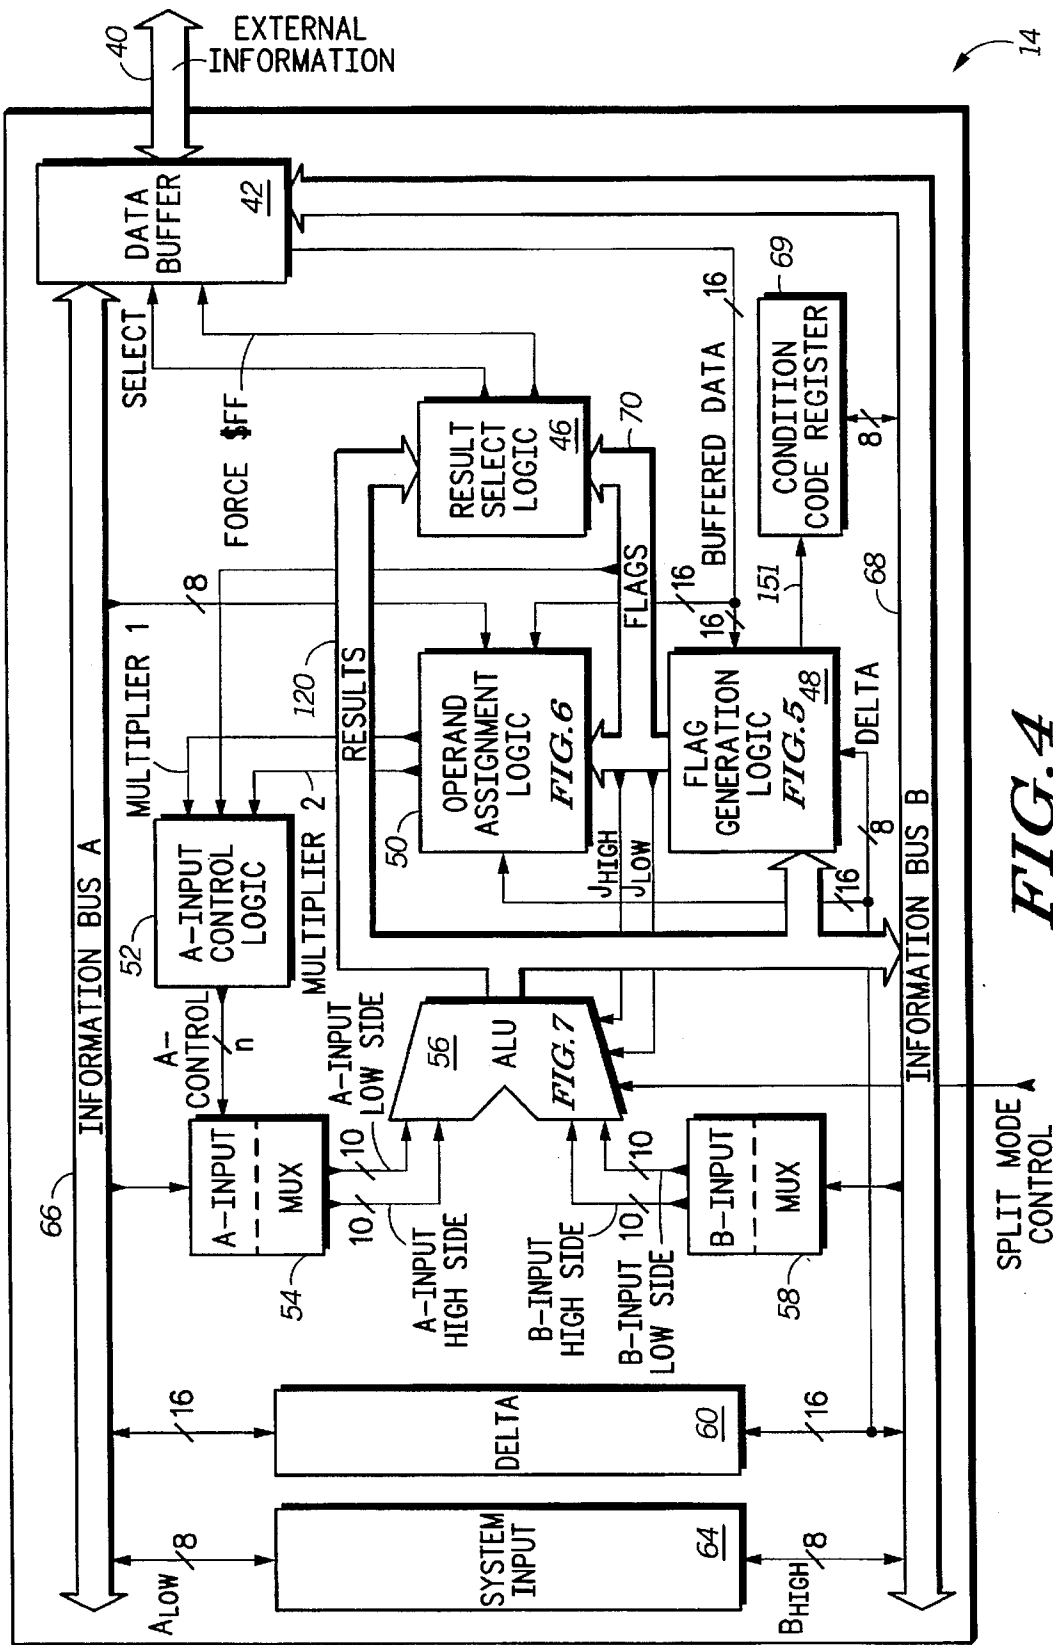 14
40
EXTERNAL
INFORMATION
DATA
BUFFER
42
SELECT
FORCE $FF
RESULT
SELECT
LOGIC
46
70
BUFFERED DATA
16
CONDITION
CODE REGISTER
69
8
151
68
INFORMATION BUS A
66
MULTIPLIER 1
8
120
RESULTS
FLAGS
16
16
OPERAND
ASSIGNMENT
LOGIC
FIG.6
50
FLAG
GENERATION
LOGIC
FIG.5
48
DELTA
8
16
JHIGH
JLOW
A-INPUT
CONTROL
LOGIC
52
MULTIPLIER 2
A-
CONTROL
n
A-INPUT
LOW SIDE
56
ALU
FIG.7
INFORMATION BUS B
A-INPUT
MUX
54
10
10
A-INPUT
HIGH SIDE
B-INPUT
HIGH SIDE
10
10
B-INPUT
LOW SIDE
B-INPUT
MUX
58
SPLIT MODE
CONTROL
16
DELTA
60
16
ALOW
8
SYSTEM
INPUT
64
BHIGH
8
FIG.4